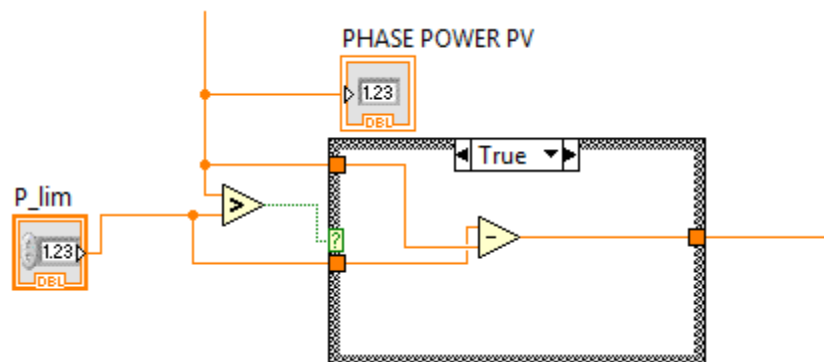 PHASE POWER PV
1.23
DBL
True
P_lim
>
1.23
DBL
?
-